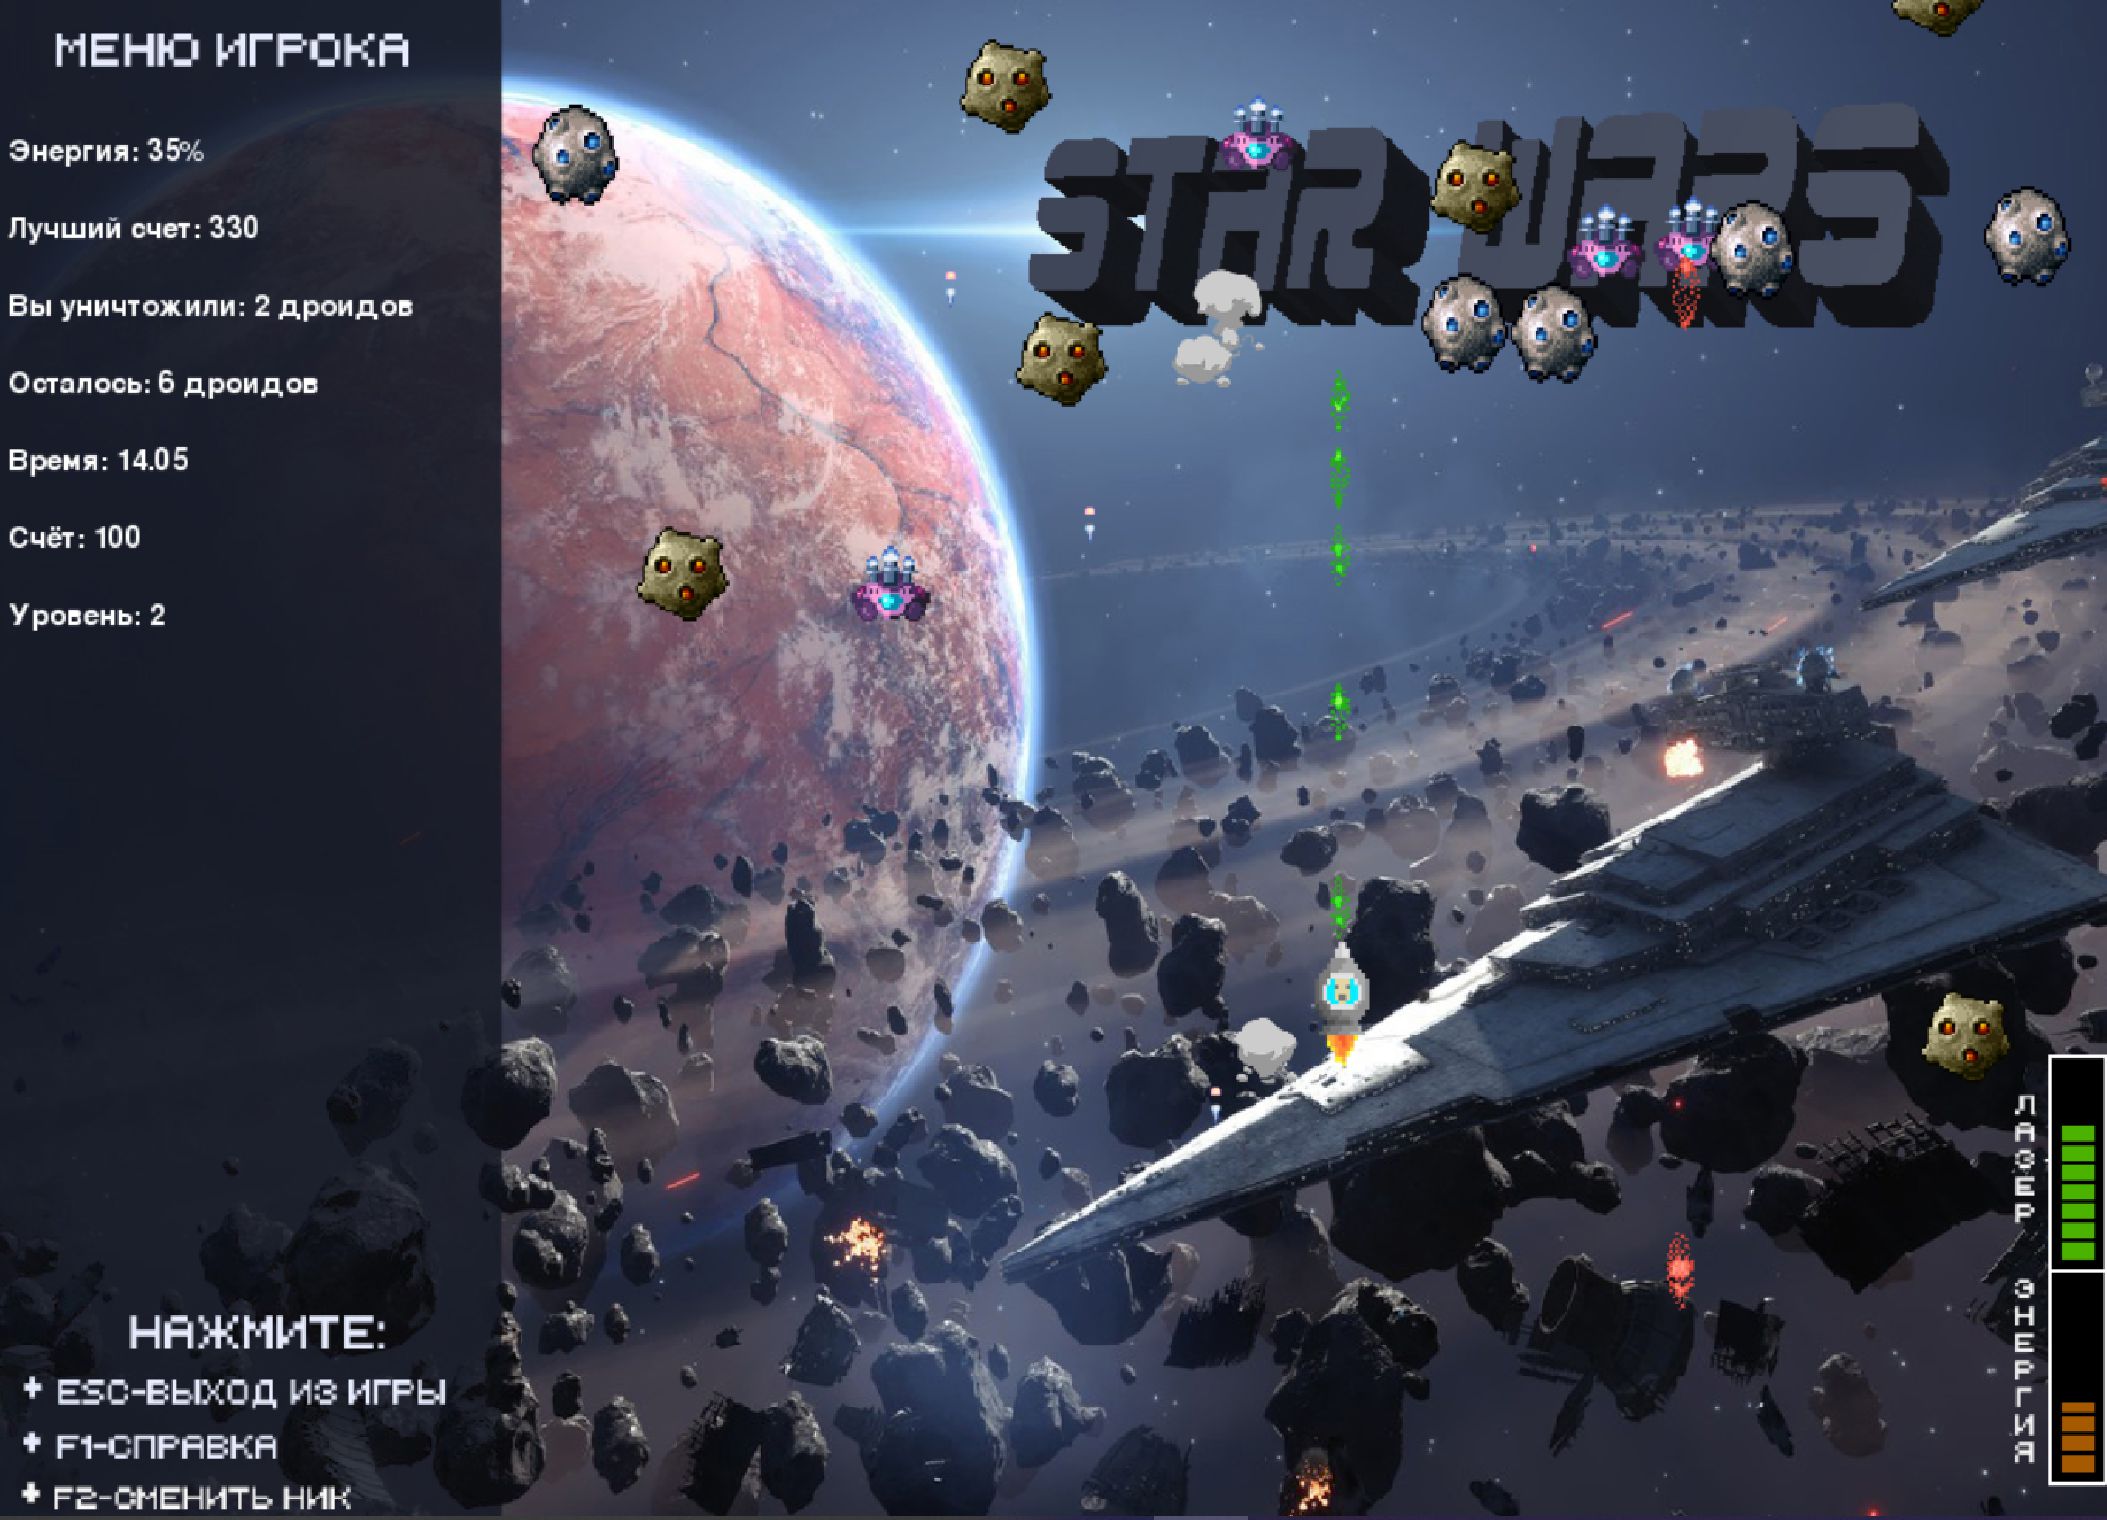 МЕНЮ ИГРОКА
Энергия: 35%
Лучший счет: 330
Вы уничтожили: 2 дроидов
Осталось: 6 дроидов
Время: 14.05
Счёт: 100
Уровень: 2
НАЖМИТЕ:
+ ESC-ВЫХОД ИЗ ИГРЫ
+ F1-СПРАВКА
+ F2-СМЕНИТЬ НИК
STAR WARS
ЛАЗЕР
ЭНЕРГИЯ